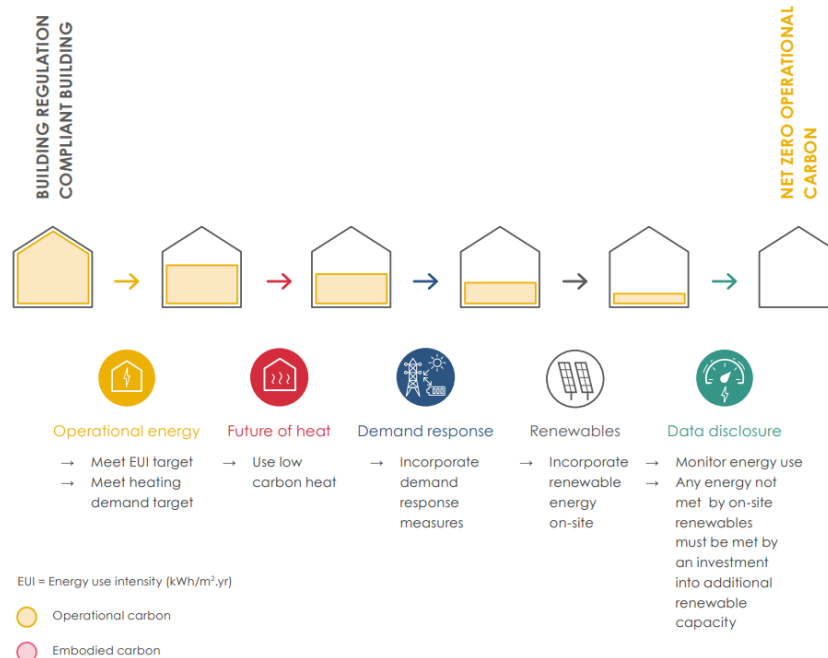 BUILDING REGULATION
COMPLIANT BUILDING
NET ZERO OPERATIONAL
CARBON
→
→
→
→
→
Operational energy
→ Meet EUI target
→ Meet heating
demand target
Future of heat
→ Use low
carbon heat
Demand response
→ Incorporate
demand
response
measures
Renewables
→ Incorporate
renewable
energy
on-site
Data disclosure
→ Monitor energy use
→ Any energy not
met by on-site
renewables
must be met by
an investment
into additional
renewable
capacity
EUI = Energy use intensity (kWh/m².yr)
Operational carbon
Embodied carbon